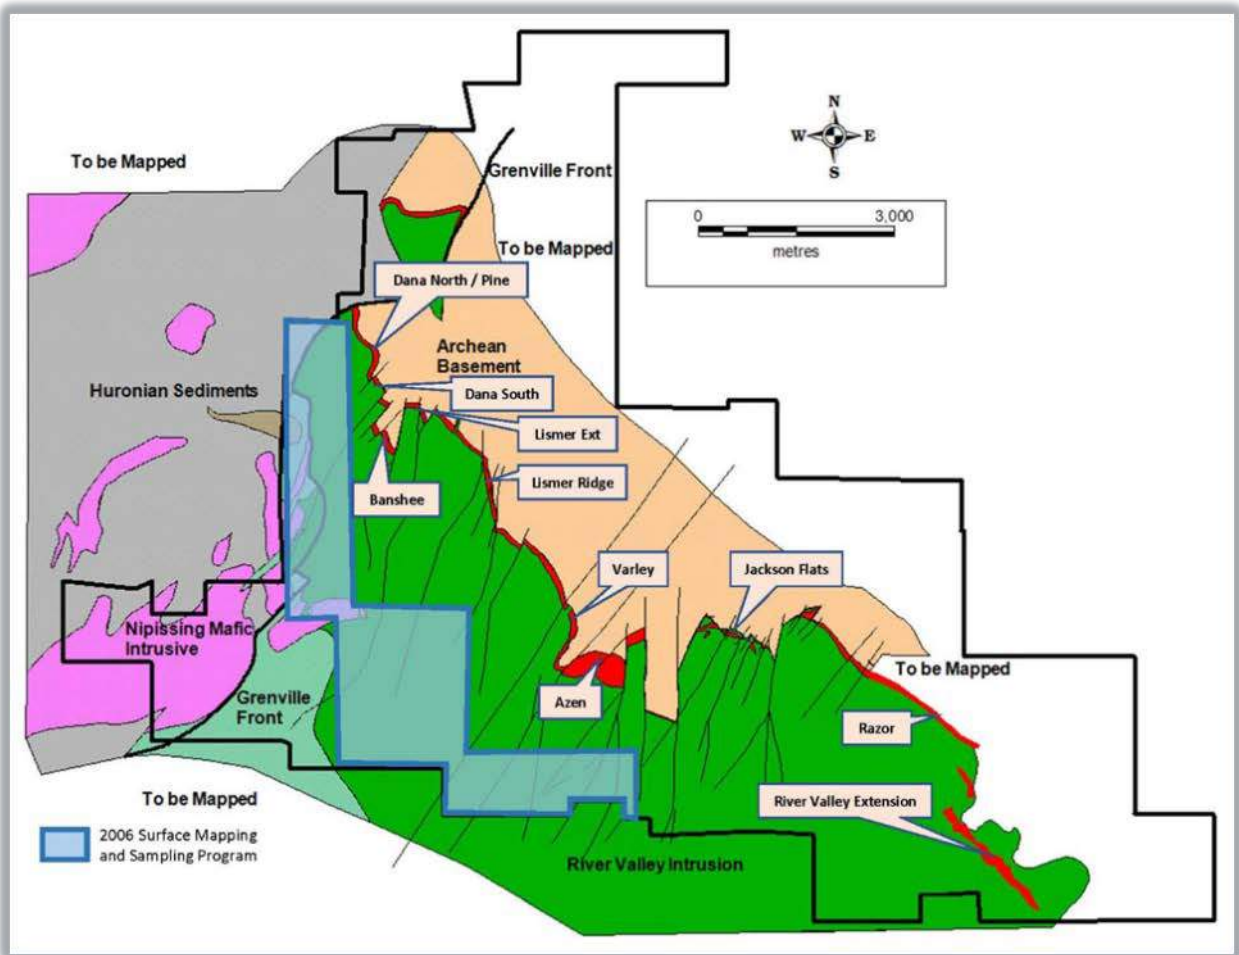 N
W
E
S
To be Mapped
Grenville Front
0
3,000
metres
To be Mapped
Dana North / Pine
Archean
Basement
Huronian Sediments
Dana South
Lismer Ext
Lismer Ridge
Banshee
Varley
Jackson Flats
Nipissing Mafic
Intrusive
To be Mapped
Grenville
Front
Azen
Razor
To be Mapped
River Valley Extension
2006 Surface Mapping
and Sampling Program
River Valley Intrusion